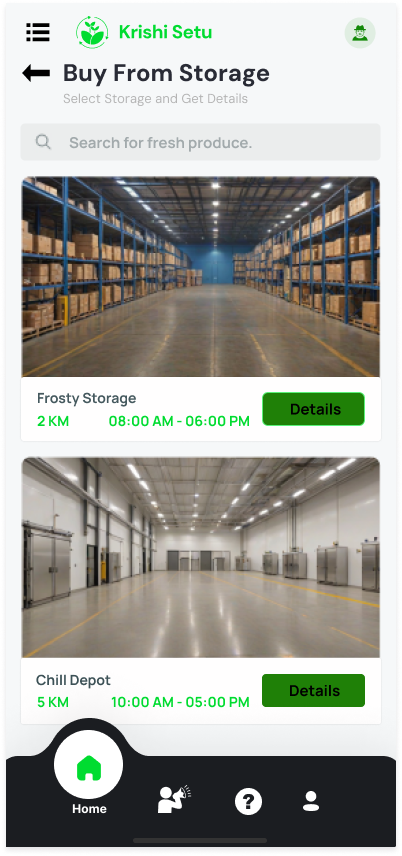 Krishi Setu
Buy From Storage
Select Storage and Get Details
Search for fresh produce.
Frosty Storage
2 KM 08:00 AM - 06:00 PM
Details
Chill Depot
5 KM 10:00 AM - 05:00 PM
Details
Home
?